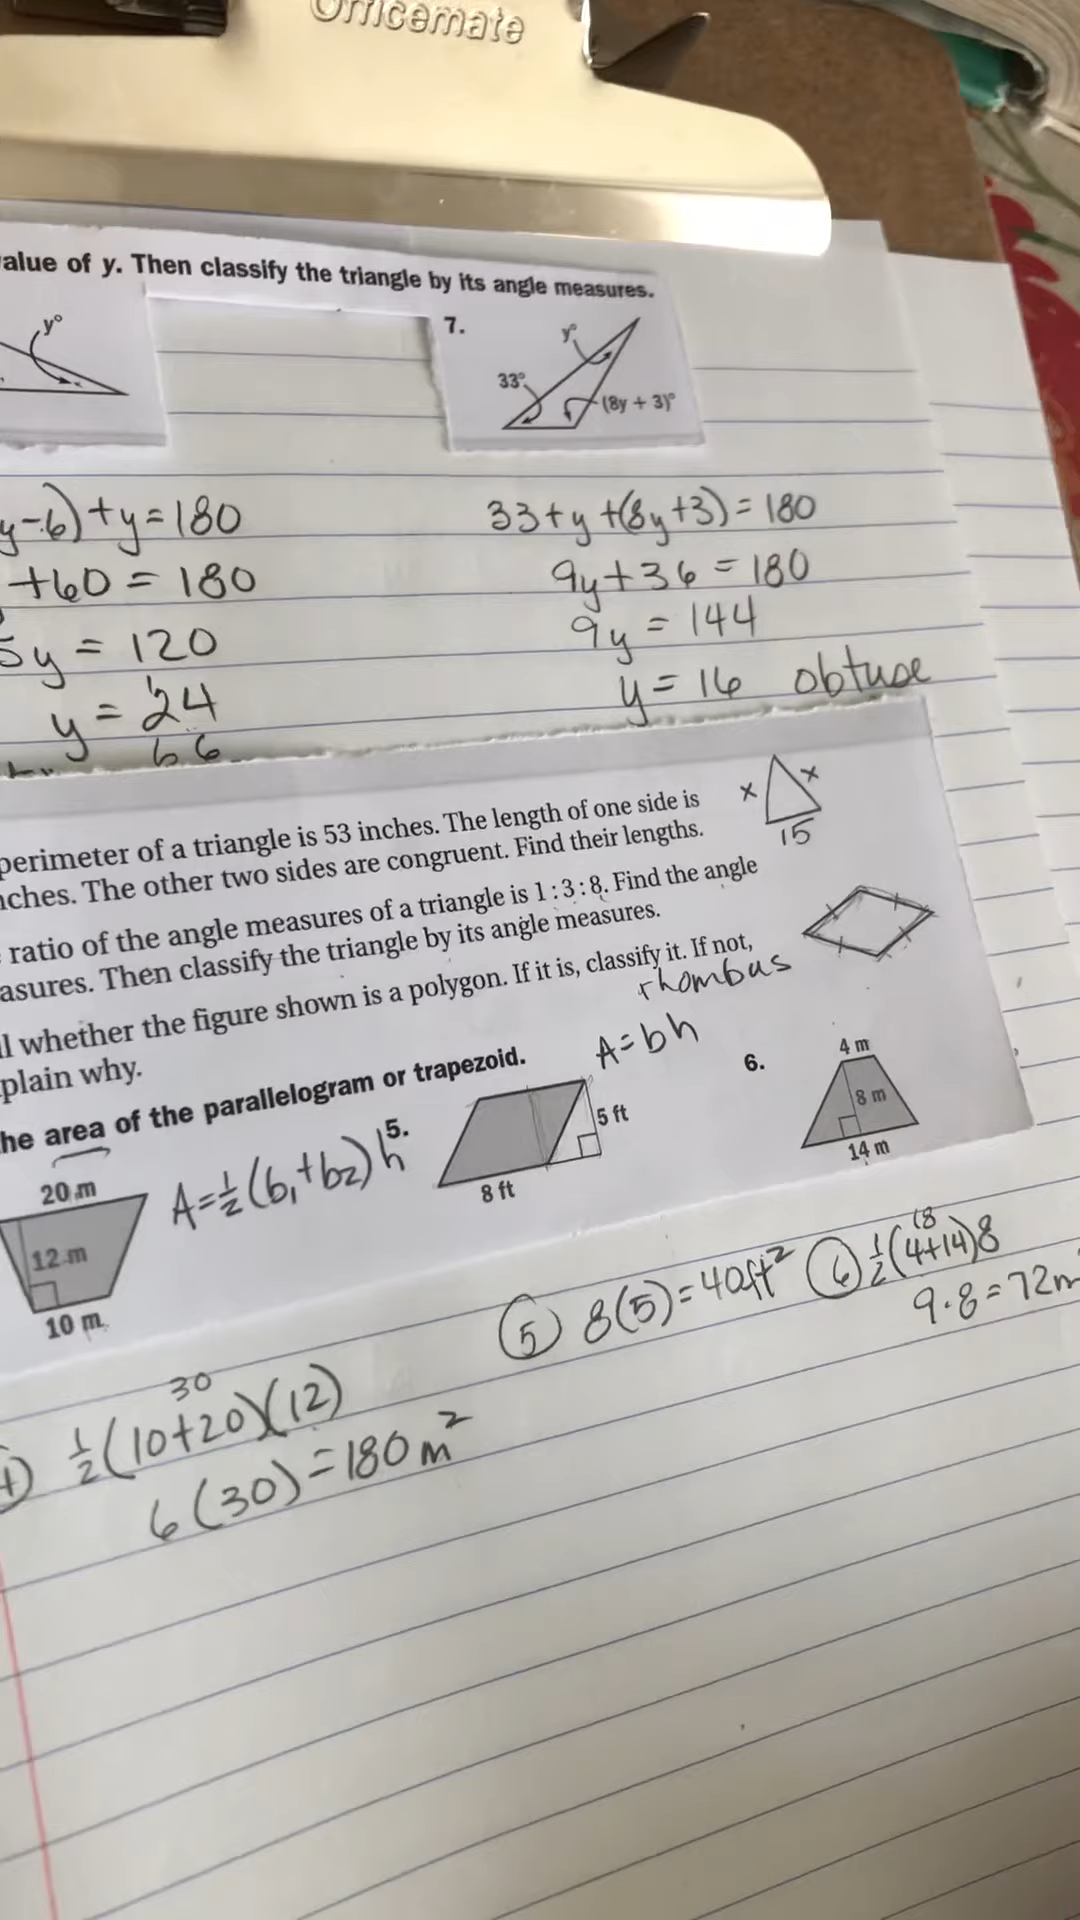 Officemate
value of y. Then classify the triangle by its angle measures.
y°
7.
y°
33°
(8y + 3)°
y-6)+y=180
+60 = 180
5y = 120
y = 24
66
33+y+(8y+3)=180
9y+36=180
9y = 144
y=16 obtuse
perimeter of a triangle is 53 inches. The length of one side is
nches. The other two sides are congruent. Find their lengths.
x x
15
ratio of the angle measures of a triangle is 1:3:8. Find the angle
asures. Then classify the triangle by its angle measures.
ll whether the figure shown is a polygon. If it is, classify it. If not,
plain why.
rhombus
he area of the parallelogram or trapezoid.
20 m
12 m
10 m
A=½(b₁+b₂)h
5.
A=bh
5 ft
8 ft
6.
4 m
8 m
14 m
⑤ 8(5)=40ft²
⑥ ½(4+14)8
18
9·8=72m
30
½(10+20)(12)
6(30)=180m²